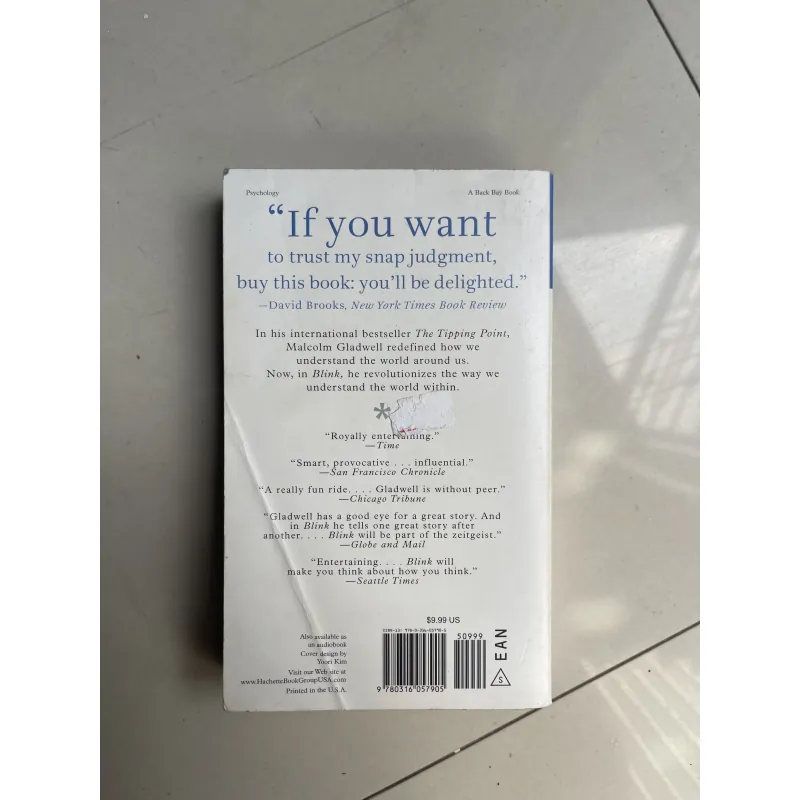 Psychology
A Back Bay Book
“If you want
to trust my snap judgment,
buy this book: you’ll be delighted.”
—David Brooks, New York Times Book Review
In his international bestseller The Tipping Point,
Malcolm Gladwell redefined how we
understand the world around us.
Now, in Blink, he revolutionizes the way we
understand the world within.
*
“Royally entertaining.”
—Time
“Smart, provocative . . . influential.”
—San Francisco Chronicle
“A really fun ride. . . . Gladwell is without peer.”
—Chicago Tribune
“Gladwell has a good eye for a great story. And
in Blink he tells one great story after
another. . . . Blink will be part of the zeitgeist.”
—Globe and Mail
“Entertaining. . . . Blink will
make you think about how you think.”
—Seattle Times
$9.99 US
ISBN-13: 978-0-316-05790-5
50999
EAN
S
9 780316 057905
Also available as
an audiobook
Cover design by
Yoori Kim
Visit our Web site at
www.HachetteBookGroupUSA.com
Printed in the U.S.A.